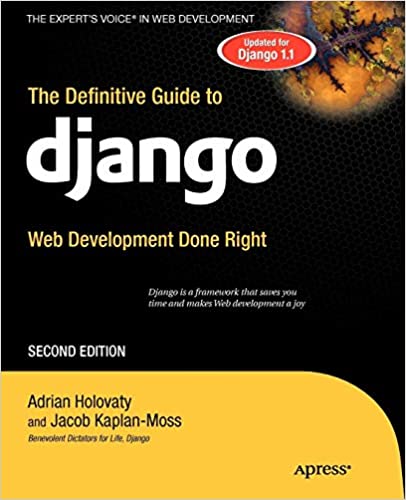 THE EXPERT'S VOICE® IN WEB DEVELOPMENT
Updated for
Django 1.1
The Definitive Guide to
django
Web Development Done Right
Django is a framework that saves you
time and makes Web development a joy
SECOND EDITION
Adrian Holovaty
and Jacob Kaplan-Moss
Benevolent Dictators for Life, Django
Apress®